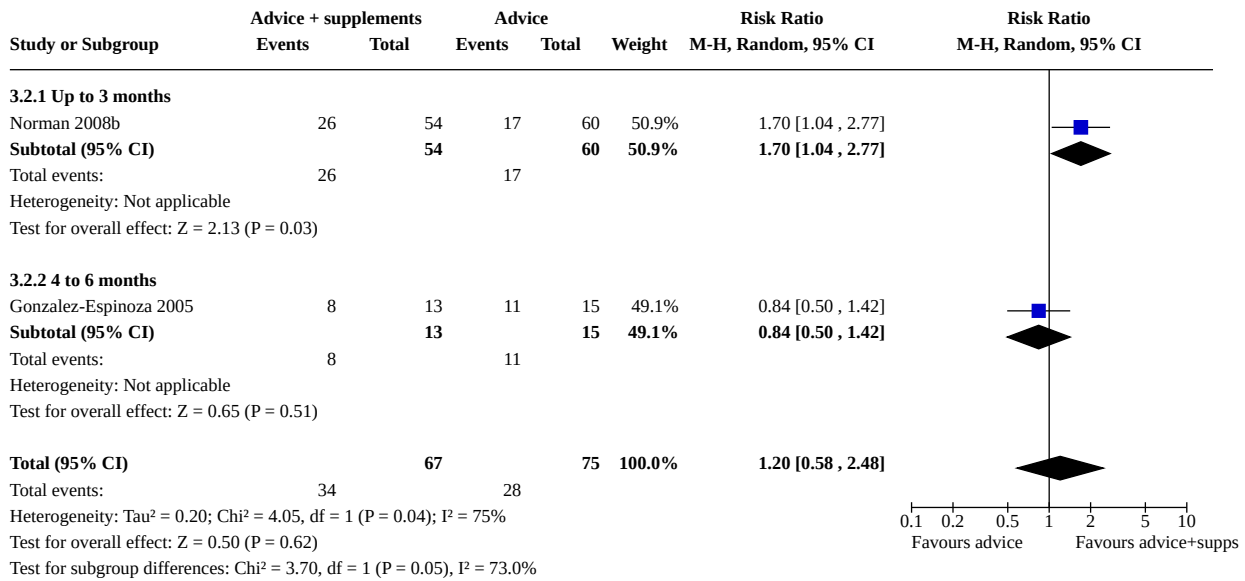 Advice + supplements Advice Risk Ratio Risk Ratio
Study or Subgroup Events Total Events Total Weight M-H, Random, 95% CI M-H, Random, 95% CI
3.2.1 Up to 3 months
Norman 2008b 26 54 17 60 50.9% 1.70 [1.04 , 2.77]
Subtotal (95% CI) 54 60 50.9% 1.70 [1.04 , 2.77]
Total events: 26 17
Heterogeneity: Not applicable
Test for overall effect: Z = 2.13 (P = 0.03)
3.2.2 4 to 6 months
Gonzalez-Espinoza 2005 8 13 11 15 49.1% 0.84 [0.50 , 1.42]
Subtotal (95% CI) 13 15 49.1% 0.84 [0.50 , 1.42]
Total events: 8 11
Heterogeneity: Not applicable
Test for overall effect: Z = 0.65 (P = 0.51)
Total (95% CI) 67 75 100.0% 1.20 [0.58 , 2.48]
Total events: 34 28
Heterogeneity: Tau² = 0.20; Chi² = 4.05, df = 1 (P = 0.04); I² = 75%
0.1 0.2 0.5 1 2 5 10
Test for overall effect: Z = 0.50 (P = 0.62) Favours advice Favours advice+supps
Test for subgroup differences: Chi² = 3.70, df = 1 (P = 0.05), I² = 73.0%